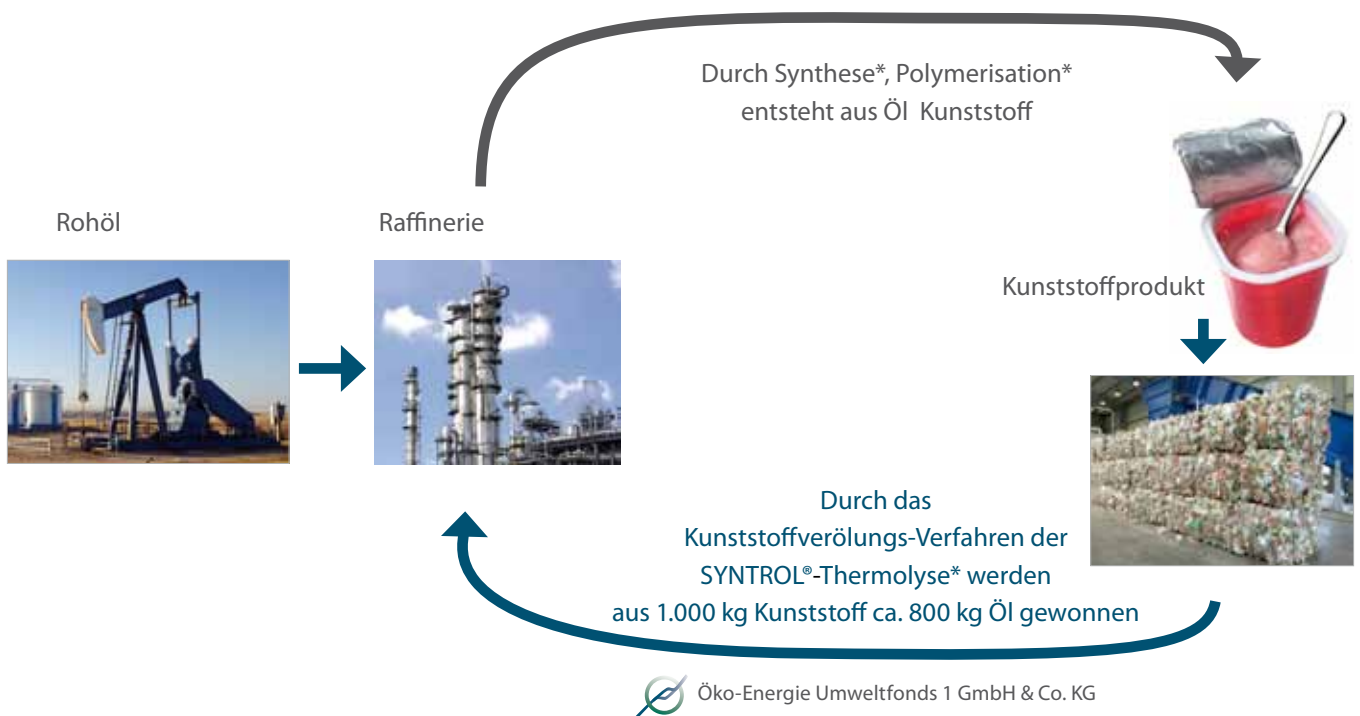 Durch Synthese*, Polymerisation*
entsteht aus Öl Kunststoff
Rohöl
Raffinerie
Kunststoffprodukt
Durch das
Kunststoffverölungs-Verfahren der
SYNTROL®-Thermolyse* werden
aus 1.000 kg Kunststoff ca. 800 kg Öl gewonnen
Öko-Energie Umweltfonds 1 GmbH & Co. KG